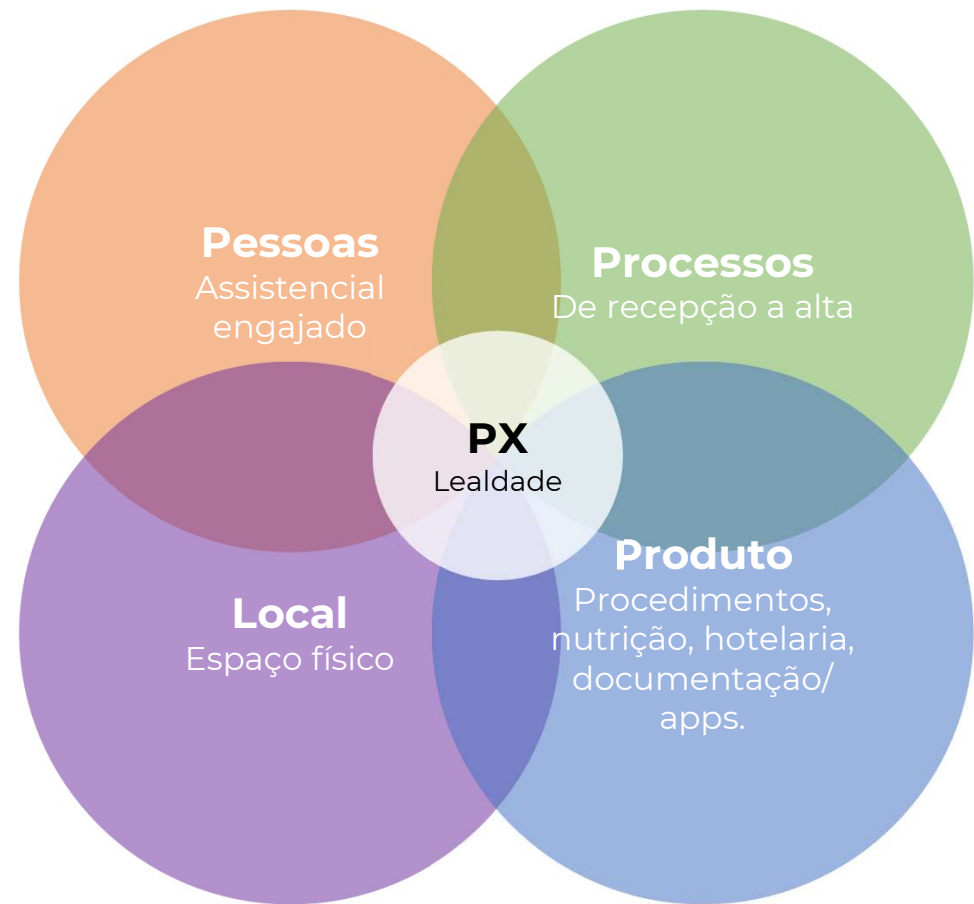 Pessoas
Assistencial
engajado
Processos
De recepção a alta
PX
Lealdade
Local
Espaço físico
Produto
Procedimentos,
nutrição, hotelaria,
documentação/
apps.